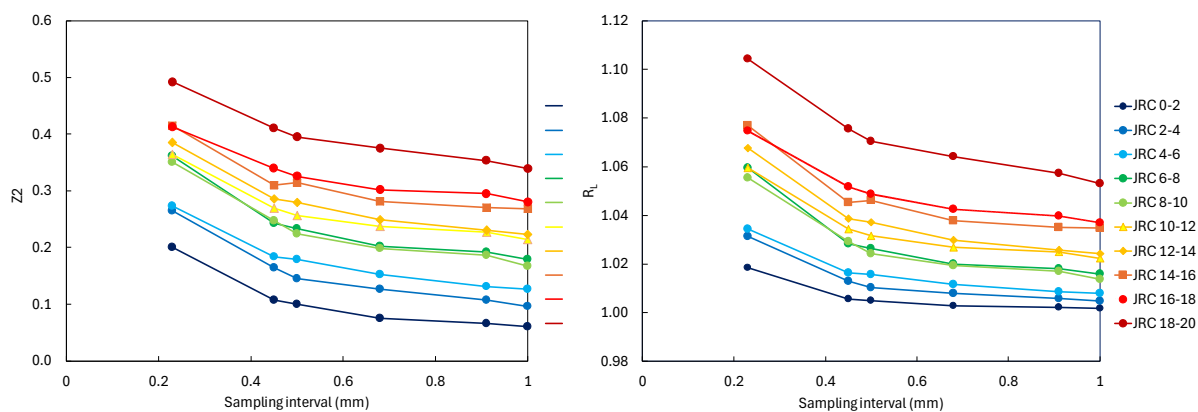 0.6
0.5
0.4
0.3
0.2
0.1
0.0
Z2
0
0.2
0.4
0.6
0.8
1
Sampling interval (mm)
1.12
1.10
1.08
1.06
1.04
1.02
1.00
0.98
RL
0
0.2
0.4
0.6
0.8
1
Sampling interval (mm)
JRC 0-2
JRC 2-4
JRC 4-6
JRC 6-8
JRC 8-10
JRC 10-12
JRC 12-14
JRC 14-16
JRC 16-18
JRC 18-20